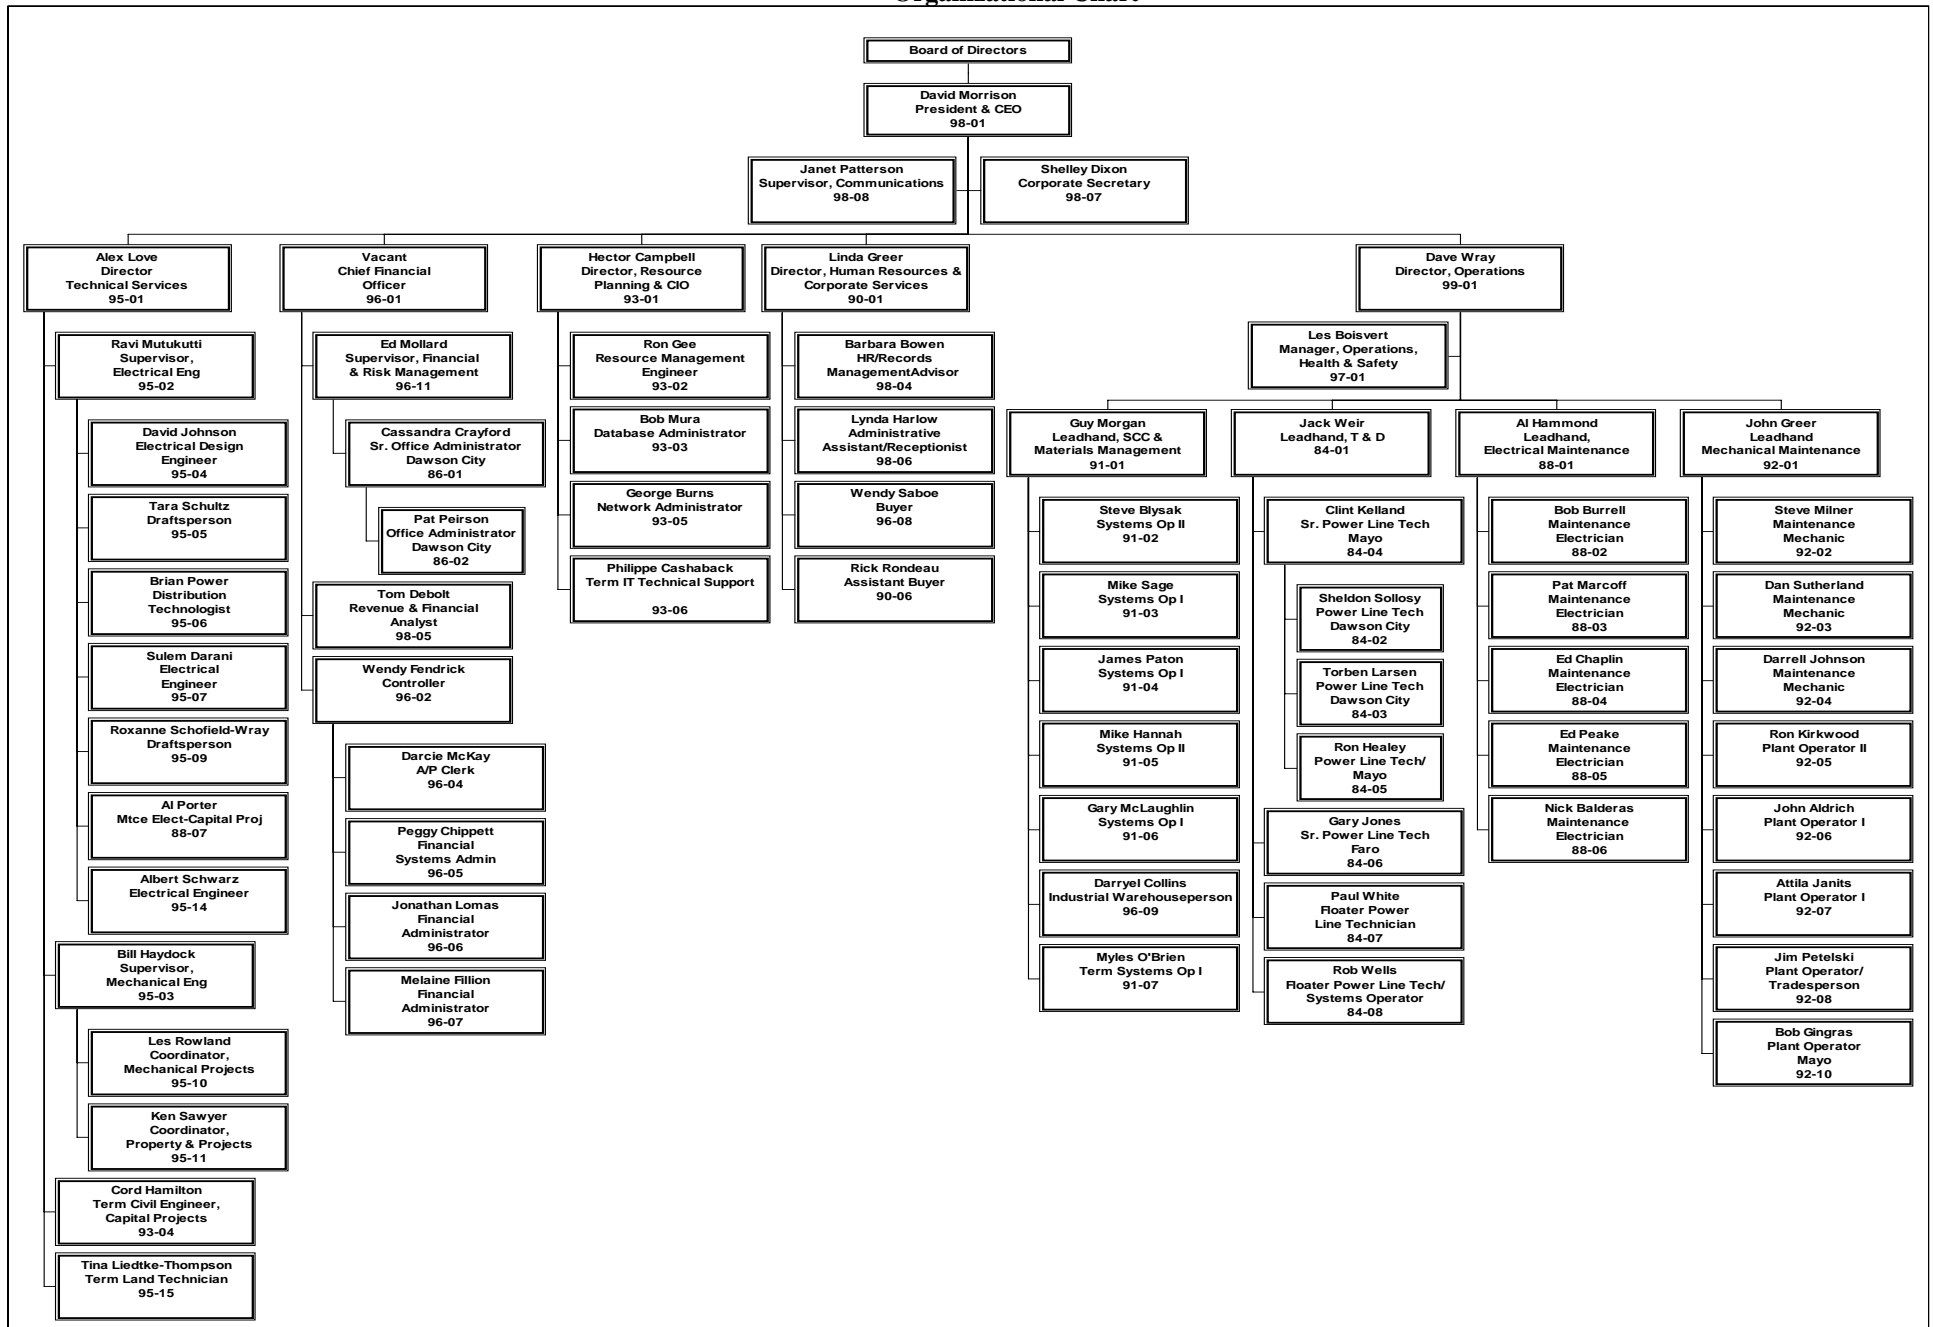 Organizational Chart
Board of Directors
David Morrison
President & CEO
98-01
Janet Patterson
Supervisor, Communications
98-08
Shelley Dixon
Corporate Secretary
98-07
Alex Love
Director
Technical Services
95-01
Vacant
Chief Financial
Officer
96-01
Hector Campbell
Director, Resource
Planning & CIO
93-01
Linda Greer
Director, Human Resources &
Corporate Services
90-01
Dave Wray
Director, Operations
99-01
Les Boisvert
Manager, Operations,
Health & Safety
97-01
Ravi Mutukutti
Supervisor,
Electrical Eng
95-02
David Johnson
Electrical Design
Engineer
95-04
Tara Schultz
Draftsperson
95-05
Brian Power
Distribution
Technologist
95-06
Sulem Darani
Electrical
Engineer
95-07
Roxanne Schofield-Wray
Draftsperson
95-09
Al Porter
Mtce Elect-Capital Proj
88-07
Albert Schwarz
Electrical Engineer
95-14
Bill Haydock
Supervisor,
Mechanical Eng
95-03
Les Rowland
Coordinator,
Mechanical Projects
95-10
Ken Sawyer
Coordinator,
Property & Projects
95-11
Cord Hamilton
Term Civil Engineer,
Capital Projects
93-04
Tina Liedtke-Thompson
Term Land Technician
95-15
Ed Mollard
Supervisor, Financial
& Risk Management
96-11
Cassandra Crayford
Sr. Office Administrator
Dawson City
86-01
Pat Peirson
Office Administrator
Dawson City
86-02
Tom Debolt
Revenue & Financial
Analyst
98-05
Wendy Fendrick
Controller
96-02
Darcie McKay
A/P Clerk
96-04
Peggy Chippett
Financial
Systems Admin
96-05
Jonathan Lomas
Financial
Administrator
96-06
Melaine Fillion
Financial
Administrator
96-07
Ron Gee
Resource Management
Engineer
93-02
Bob Mura
Database Administrator
93-03
George Burns
Network Administrator
93-05
Philippe Cashaback
Term IT Technical Support
93-06
Barbara Bowen
HR/Records
ManagementAdvisor
98-04
Lynda Harlow
Administrative
Assistant/Receptionist
98-06
Wendy Saboe
Buyer
96-08
Rick Rondeau
Assistant Buyer
90-06
Guy Morgan
Leadhand, SCC &
Materials Management
91-01
Steve Blysak
Systems Op II
91-02
Mike Sage
Systems Op I
91-03
James Paton
Systems Op I
91-04
Mike Hannah
Systems Op II
91-05
Gary McLaughlin
Systems Op I
91-06
Darryel Collins
Industrial Warehouseperson
96-09
Myles O'Brien
Term Systems Op I
91-07
Jack Weir
Leadhand, T & D
84-01
Clint Kelland
Sr. Power Line Tech
Mayo
84-04
Sheldon Sollosy
Power Line Tech
Dawson City
84-02
Torben Larsen
Power Line Tech
Dawson City
84-03
Ron Healey
Power Line Tech/
Mayo
84-05
Gary Jones
Sr. Power Line Tech
Faro
84-06
Paul White
Floater Power
Line Technician
84-07
Rob Wells
Floater Power Line Tech/
Systems Operator
84-08
Al Hammond
Leadhand,
Electrical Maintenance
88-01
Bob Burrell
Maintenance
Electrician
88-02
Pat Marcoff
Maintenance
Electrician
88-03
Ed Chaplin
Maintenance
Electrician
88-04
Ed Peake
Maintenance
Electrician
88-05
Nick Balderas
Maintenance
Electrician
88-06
John Greer
Leadhand
Mechanical Maintenance
92-01
Steve Milner
Maintenance
Mechanic
92-02
Dan Sutherland
Maintenance
Mechanic
92-03
Darrell Johnson
Maintenance
Mechanic
92-04
Ron Kirkwood
Plant Operator II
92-05
John Aldrich
Plant Operator I
92-06
Attila Janits
Plant Operator I
92-07
Jim Petelski
Plant Operator/
Tradesperson
92-08
Bob Gingras
Plant Operator
Mayo
92-10